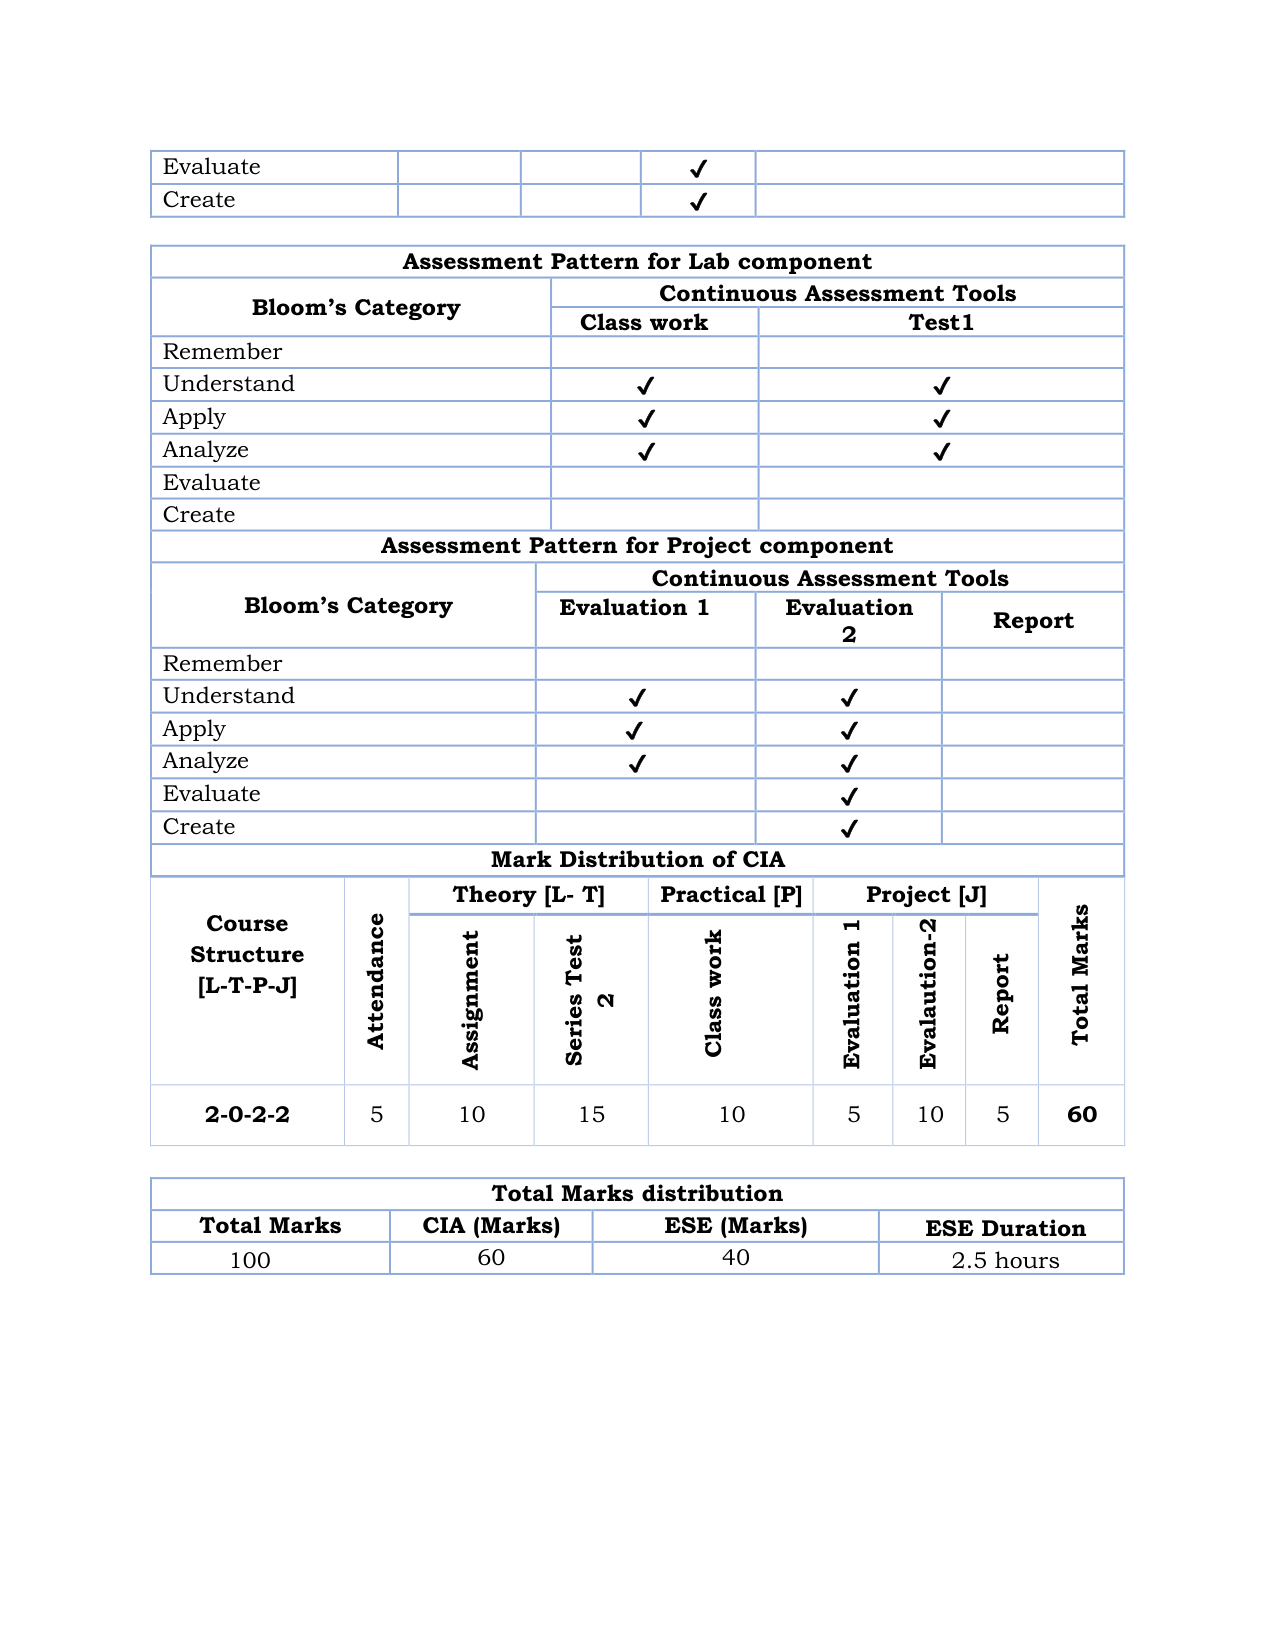 Evaluate ✓
Create ✓
Assessment Pattern for Lab component
Bloom’s Category
Continuous Assessment Tools
Class work Test1
Remember
Understand ✓ ✓
Apply ✓ ✓
Analyze ✓ ✓
Evaluate
Create
Assessment Pattern for Project component
Bloom’s Category
Continuous Assessment Tools
Evaluation 1
Evaluation
2
Report
Remember
Understand ✓ ✓
Apply ✓ ✓
Analyze ✓ ✓
Evaluate ✓
Create ✓
Mark Distribution of CIA
Course
Structure
[L-T-P-J]
Attendance
Theory [L- T]
Practical [P]
Project [J]
Total Marks
Assignment
Series Test
2
Class work
Evaluation 1
Evalaution-2
Report
2-0-2-2 5 10 15 10 5 10 5 60
Total Marks distribution
Total Marks CIA (Marks) ESE (Marks) ESE Duration
100 60 40 2.5 hours